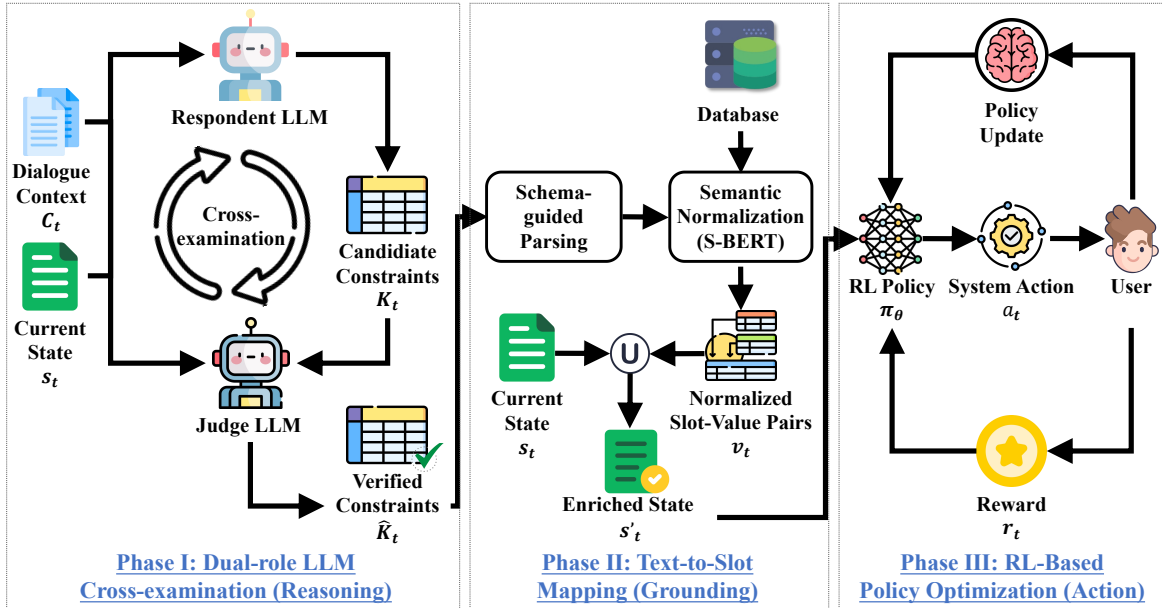 Respondent LLM
Dialogue
Context
C_t
Cross-
examination
Candidate
Constraints
K_t
Current
State
s_t
Judge LLM
Verified
Constraints
K̂_t
Phase I: Dual-role LLM
Cross-examination (Reasoning)
Database
Schema-
guided
Parsing
Semantic
Normalization
(S-BERT)
Current
State
s_t
U
Normalized
Slot-Value Pairs
v_t
Enriched State
s'_t
Phase II: Text-to-Slot
Mapping (Grounding)
Policy
Update
RL Policy
π_θ
System Action
a_t
User
Reward
r_t
Phase III: RL-Based
Policy Optimization (Action)